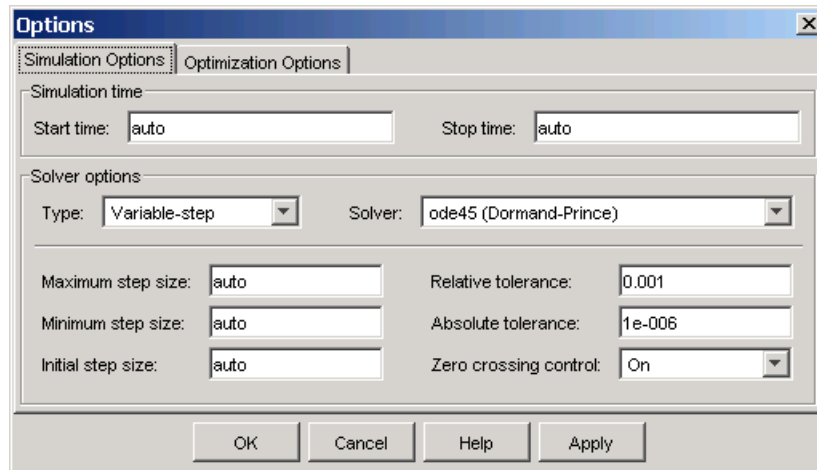 Options
Simulation Options Optimization Options
Simulation time
Start time: auto Stop time: auto
Solver options
Type: Variable-step Solver: ode45 (Dormand-Prince)
Maximum step size: auto Relative tolerance: 0.001
Minimum step size: auto Absolute tolerance: 1e-006
Initial step size: auto Zero crossing control: On
OK Cancel Help Apply